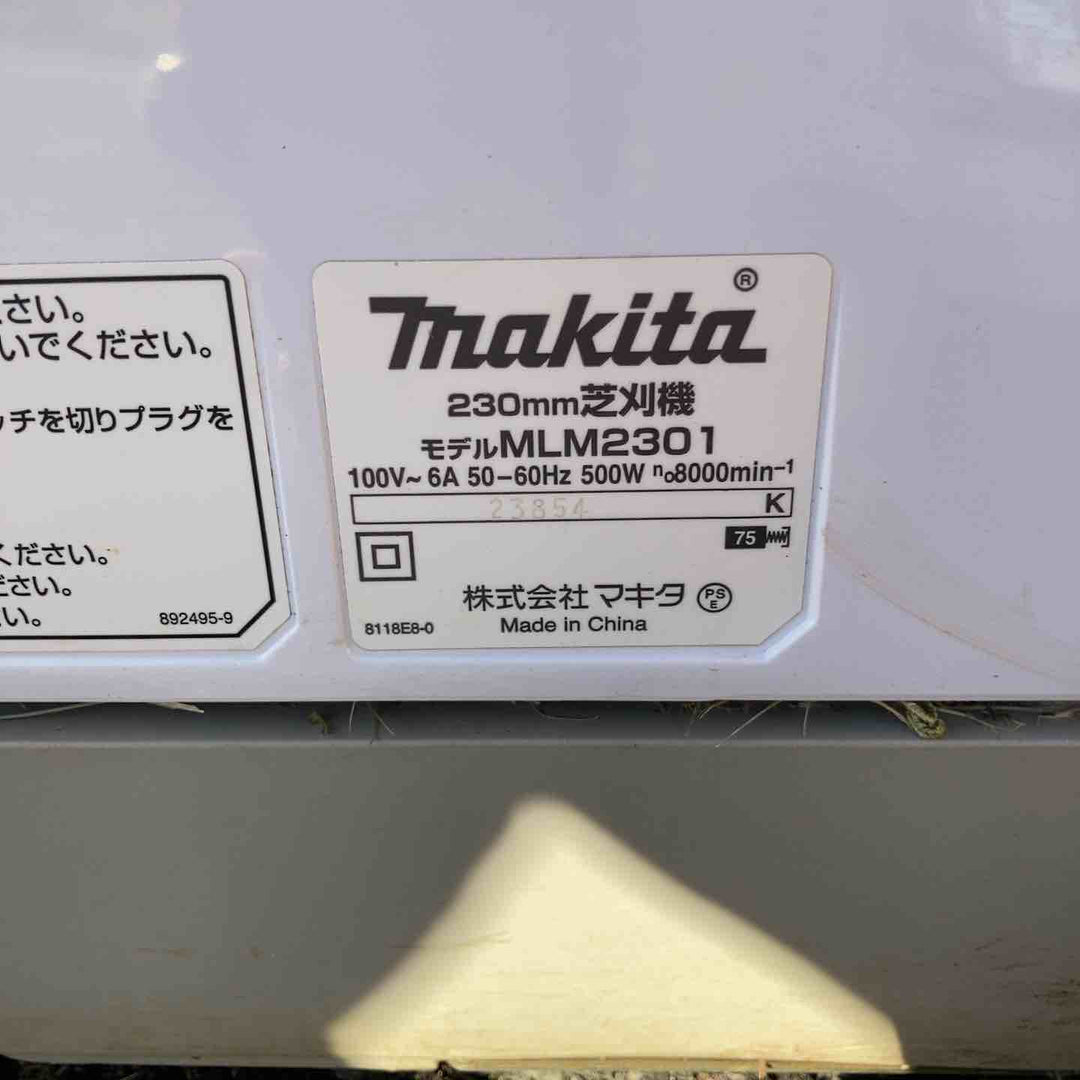 さい。
いでください。
ッチを切りプラグを
ください。
ださい。
い。
892495-9
makita®
230mm芝刈機
モデルMLM2301
100V~ 6A 50-60Hz 500W n₀8000min⁻¹
23854 K
75
株式会社マキタ PSE
8118E8-0 Made in China